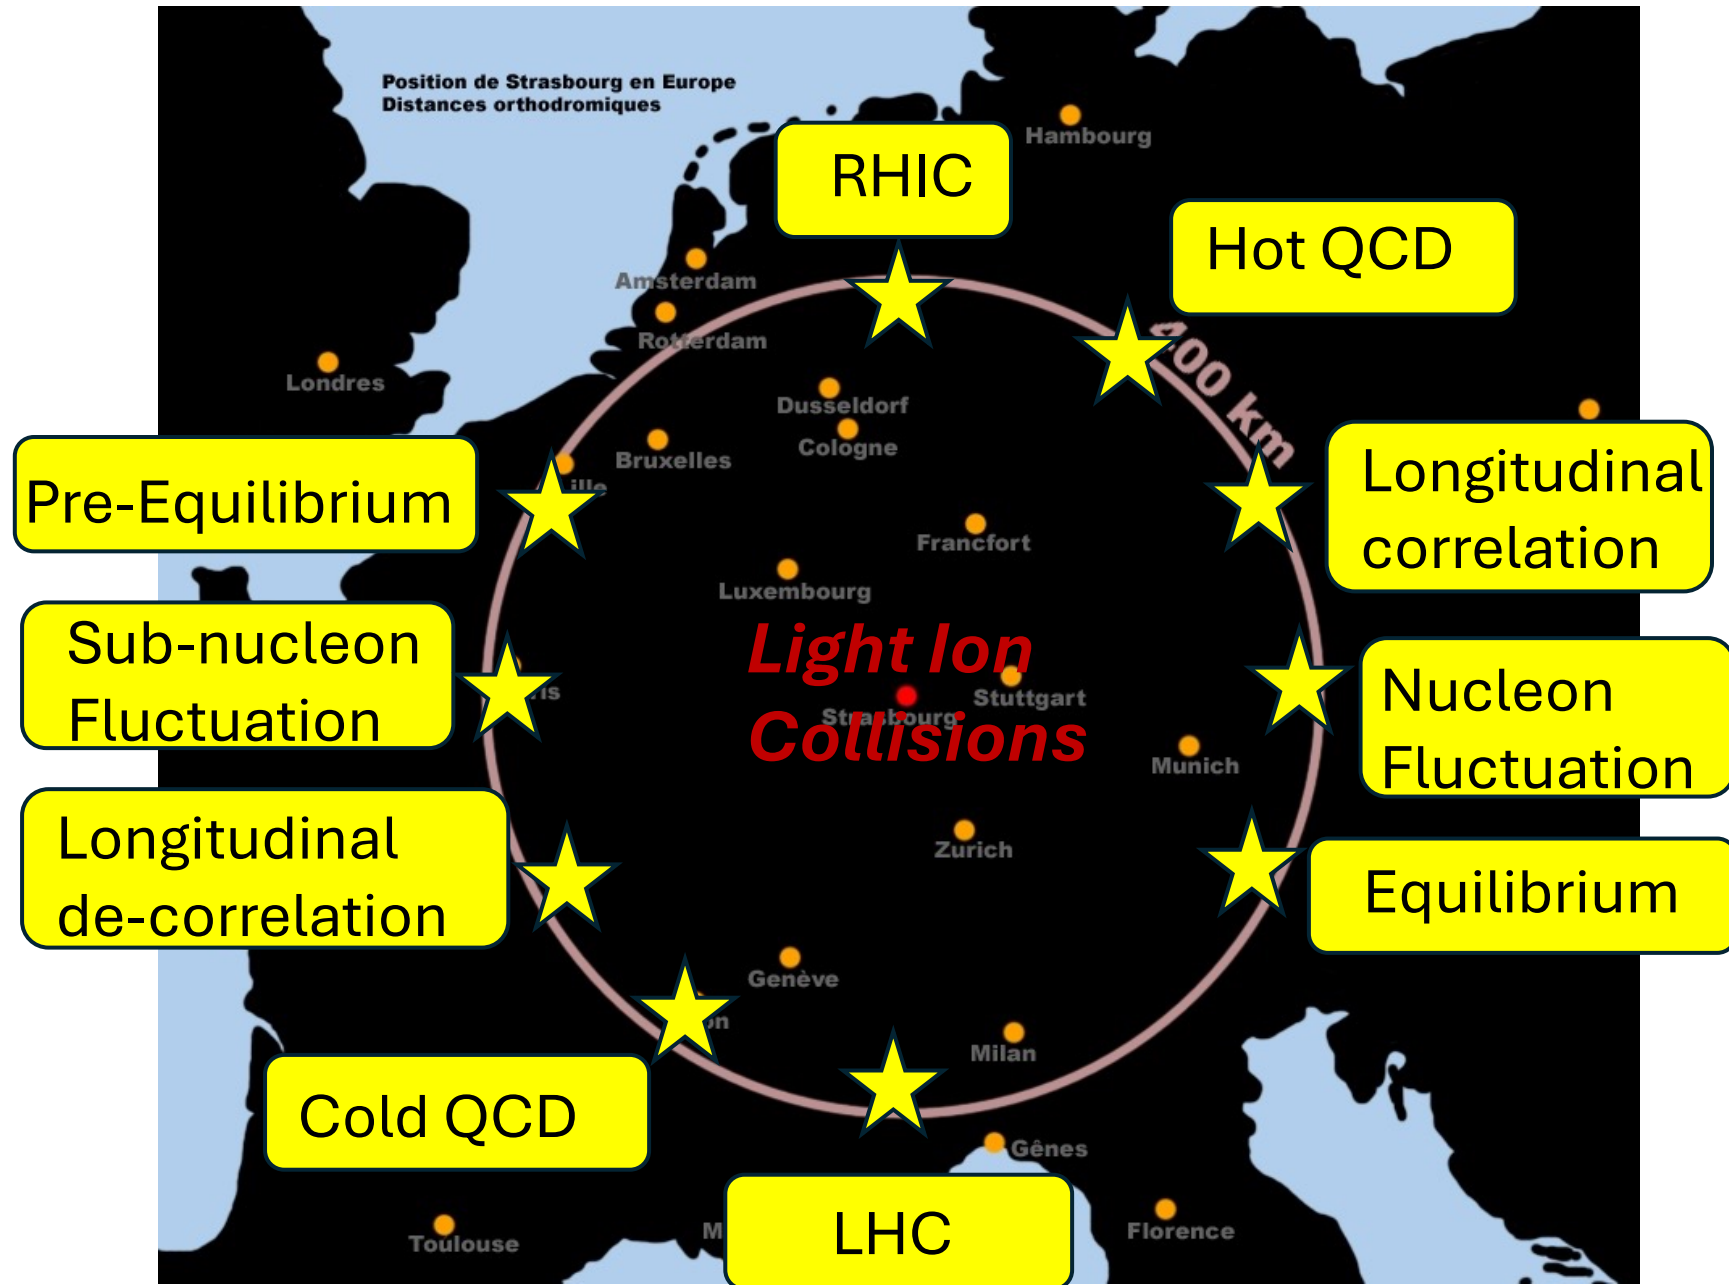 Position de Strasbourg en Europe
Distances orthodromiques
Hambourg
RHIC
Hot QCD
Amsterdam
Rotterdam
400 km
Londres
Dusseldorf
Cologne
Bruxelles
Longitudinal
correlation
Pre-Equilibrium
Francfort
Luxembourg
Sub-nucleon
Fluctuation
Light Ion
Collisions
Stuttgart
Strasbourg
Nucleon
Fluctuation
Munich
Longitudinal
de-correlation
Zurich
Equilibrium
Genève
Milan
Cold QCD
Gênes
LHC
Toulouse
Florence